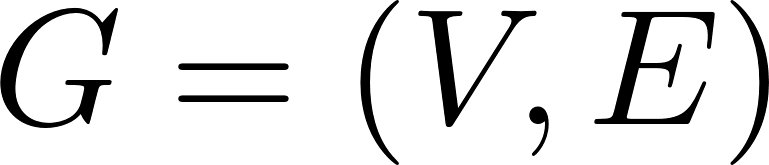 G = (V, E)